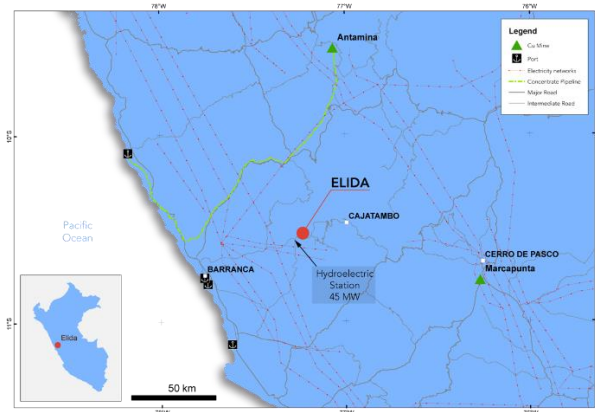 78°W
77°W
76°W
Antamina
Legend
Cu Mine
Port
Electricity networks
Concentrate Pipeline
Major Road
Intermediate Road
ELIDA
CAJATAMBO
Pacific
Ocean
CERRO DE PASCO
Marcapunta
BARRANCA
Hydroelectric
Station
45 MW
11°S
Elida
50 km